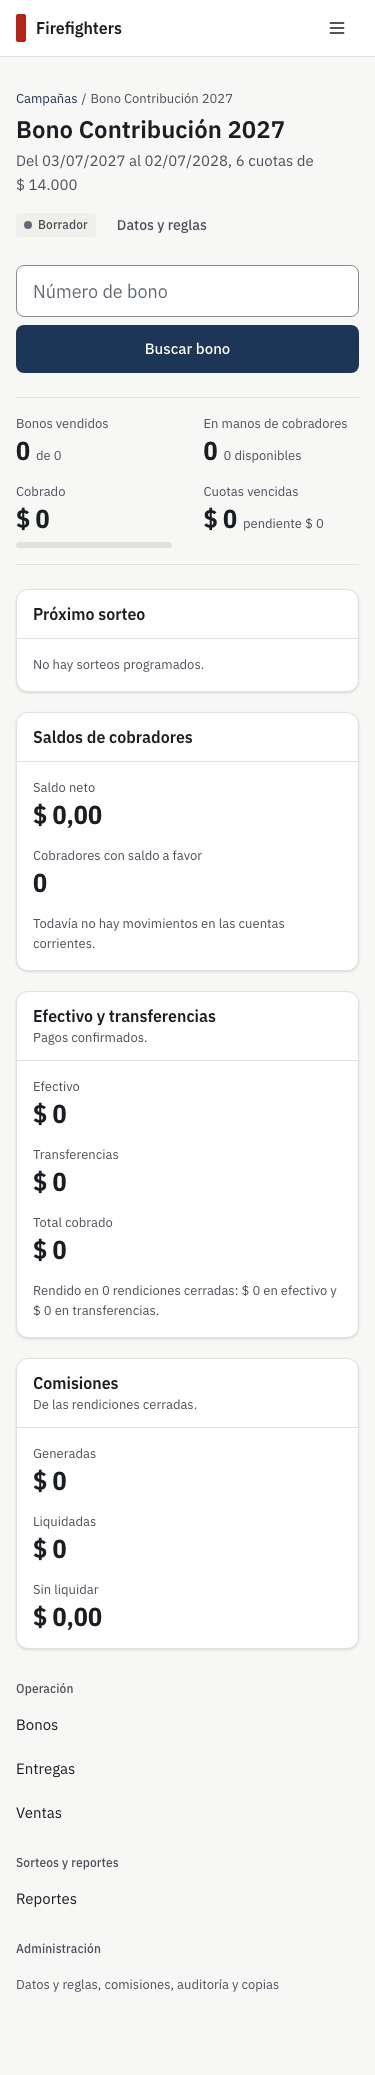 Firefighters
Campañas / Bono Contribución 2027
Bono Contribución 2027
Del 03/07/2027 al 02/07/2028, 6 cuotas de
$ 14.000
Borrador Datos y reglas
Número de bono
Buscar bono
Bonos vendidos En manos de cobradores
0 de 0 0 0 disponibles
Cobrado Cuotas vencidas
$ 0 $ 0 pendiente $ 0
Próximo sorteo
No hay sorteos programados.
Saldos de cobradores
Saldo neto
$ 0,00
Cobradores con saldo a favor
0
Todavía no hay movimientos en las cuentas
corrientes.
Efectivo y transferencias
Pagos confirmados.
Efectivo
$ 0
Transferencias
$ 0
Total cobrado
$ 0
Rendido en 0 rendiciones cerradas: $ 0 en efectivo y
$ 0 en transferencias.
Comisiones
De las rendiciones cerradas.
Generadas
$ 0
Liquidadas
$ 0
Sin liquidar
$ 0,00
Operación
Bonos
Entregas
Ventas
Sorteos y reportes
Reportes
Administración
Datos y reglas, comisiones, auditoría y copias